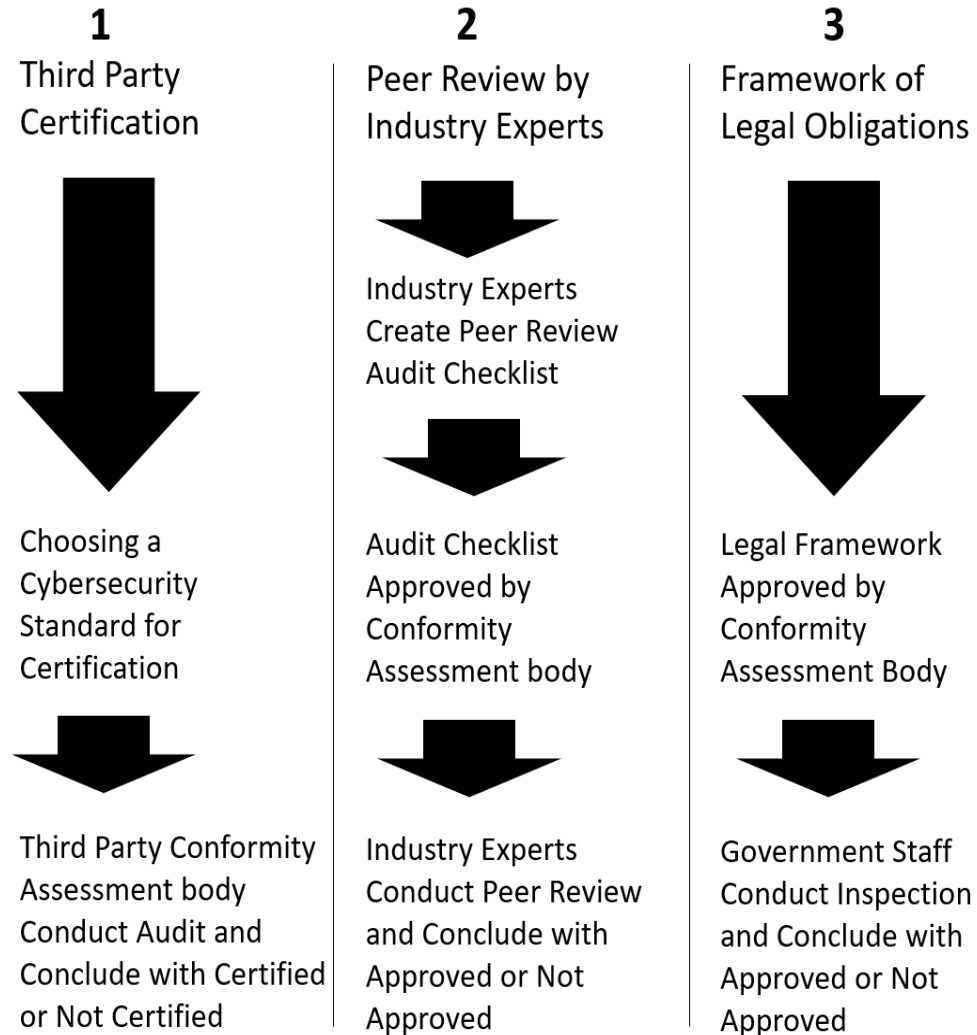 1
Third Party
Certification
Choosing a
Cybersecurity
Standard for
Certification
Third Party Conformity
Assessment body
Conduct Audit and
Conclude with Certified
or Not Certified
2
Peer Review by
Industry Experts
Industry Experts
Create Peer Review
Audit Checklist
Audit Checklist
Approved by
Conformity
Assessment body
Industry Experts
Conduct Peer Review
and Conclude with
Approved or Not
Approved
3
Framework of
Legal Obligations
Legal Framework
Approved by
Conformity
Assessment Body
Government Staff
Conduct Inspection
and Conclude with
Approved or Not
Approved